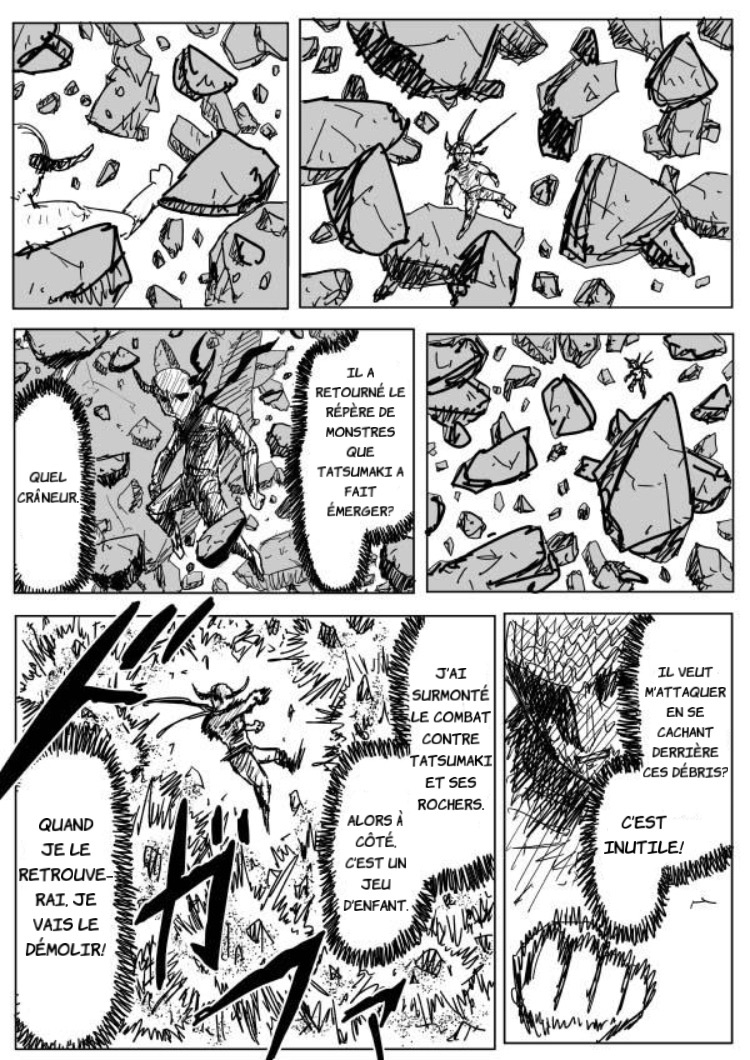 IL A
RETOURNÉ LE
RÉPÈRE DE
MONSTRES
QUE
TATSUMAKI A
FAIT
ÉMERGER?
QUEL
CRÂNEUR.
IL VEUT
M'ATTAQUER
EN SE
CACHANT
DERRIÈRE
CES DÉBRIS?
C'EST
INUTILE!
J'AI
SURMONTÉ
LE COMBAT
CONTRE
TATSUMAKI
ET SES
ROCHERS.
ALORS À
CÔTÉ,
C'EST UN
JEU
D'ENFANT.
QUAND
JE LE
RETROUVE-
RAI, JE
VAIS LE
DÉMOLIR!